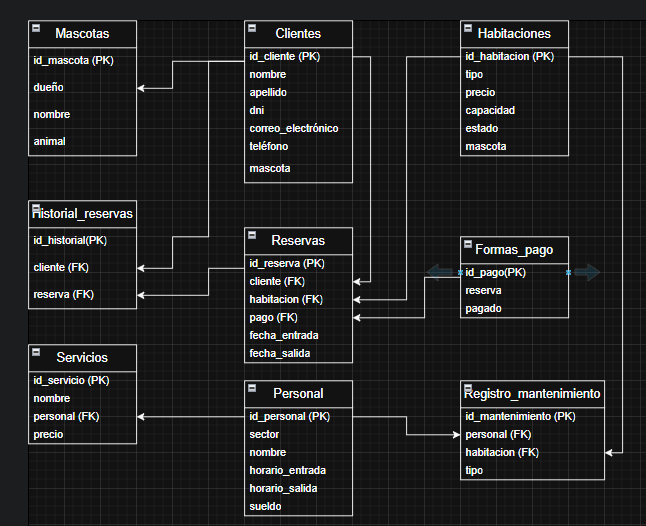 Mascotas
id_mascota (PK)
dueño
nombre
animal
Clientes
id_cliente (PK)
nombre
apellido
dni
correo_electrónico
teléfono
mascota
Habitaciones
id_habitacion (PK)
tipo
precio
capacidad
estado
mascota
Historial_reservas
id_historial(PK)
cliente (FK)
reserva (FK)
Reservas
id_reserva (PK)
cliente (FK)
habitacion (FK)
pago (FK)
fecha_entrada
fecha_salida
Formas_pago
id_pago(PK)
reserva
pagado
Servicios
id_servicio (PK)
nombre
personal (FK)
precio
Personal
id_personal (PK)
sector
nombre
horario_entrada
horario_salida
sueldo
Registro_mantenimiento
id_mantenimiento (PK)
personal (FK)
habitacion (FK)
tipo